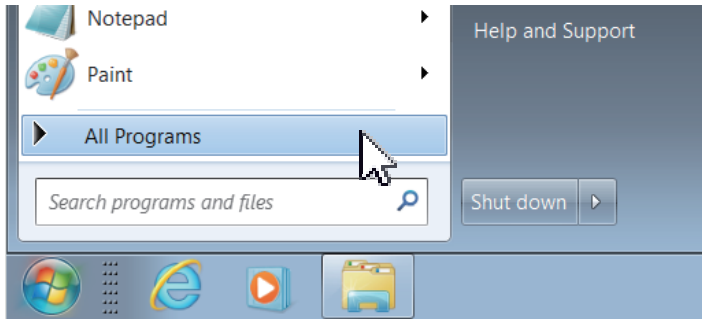 Notepad
Help and Support
Paint
All Programs
Search programs and files
Shut down